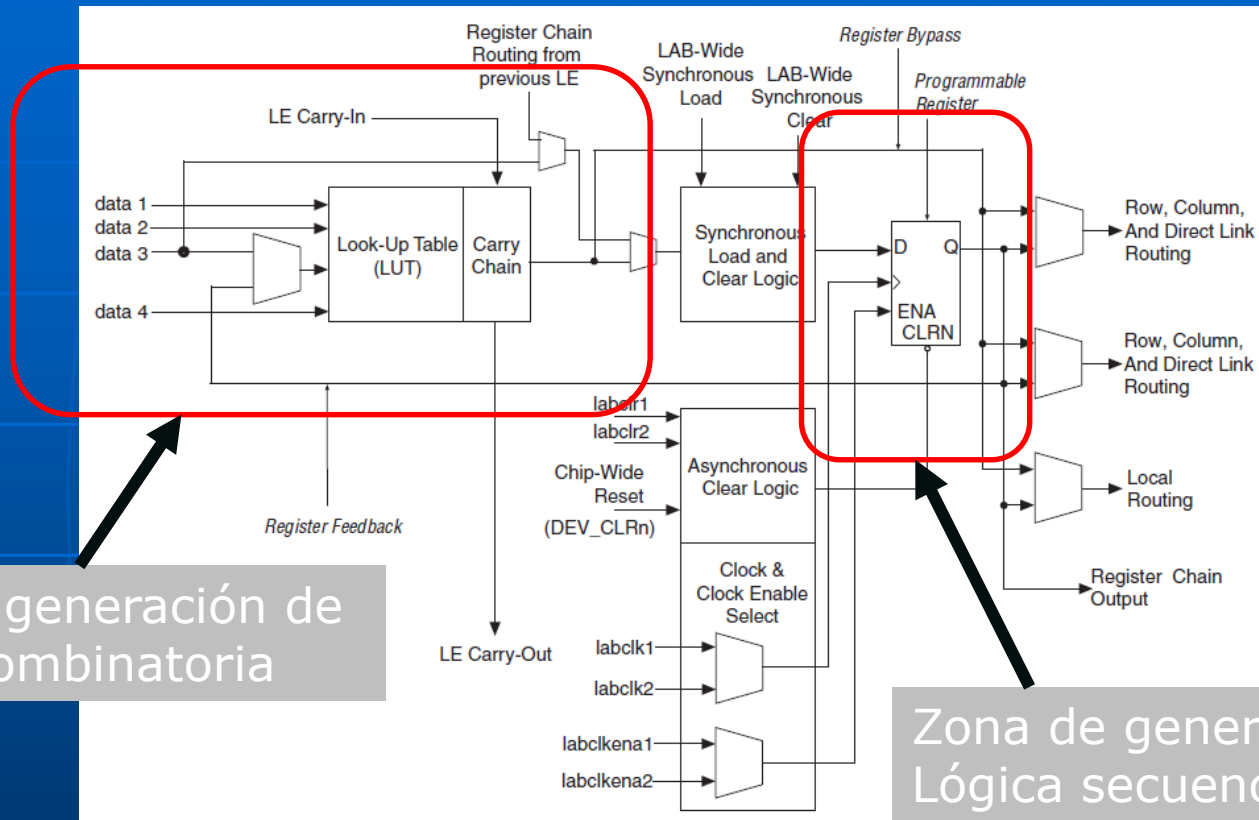 Register Chain
Routing from
previous LE
LAB-Wide
Synchronous
Load
LAB-Wide
Synchronous
Clear
Register Bypass
Programmable
Register
LE Carry-In
data 1
data 2
data 3
data 4
Look-Up Table
(LUT)
Carry
Chain
Synchronous
Load and
Clear Logic
D
Q
ENA
CLRN
Row, Column,
And Direct Link
Routing
Row, Column,
And Direct Link
Routing
Local
Routing
Register Chain
Output
labclr1
labclr2
Chip-Wide
Reset
(DEV_CLRn)
Asynchronous
Clear Logic
Register Feedback
Clock &
Clock Enable
Select
LE Carry-Out
labclk1
labclk2
labclkena1
labclkena2
generación de
ombinatoria
Zona de gener
Lógica secuenc